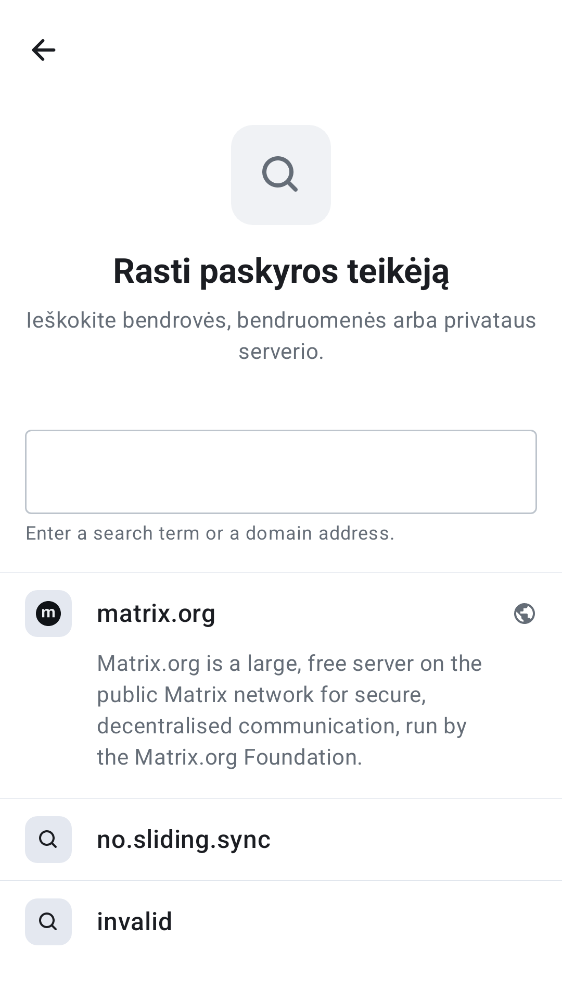 Rasti paskyros teikėją
Ieškokite bendrovės, bendruomenės arba privataus
serverio.
Enter a search term or a domain address.
m
matrix.org
Matrix.org is a large, free server on the
public Matrix network for secure,
decentralised communication, run by
the Matrix.org Foundation.
no.sliding.sync
invalid